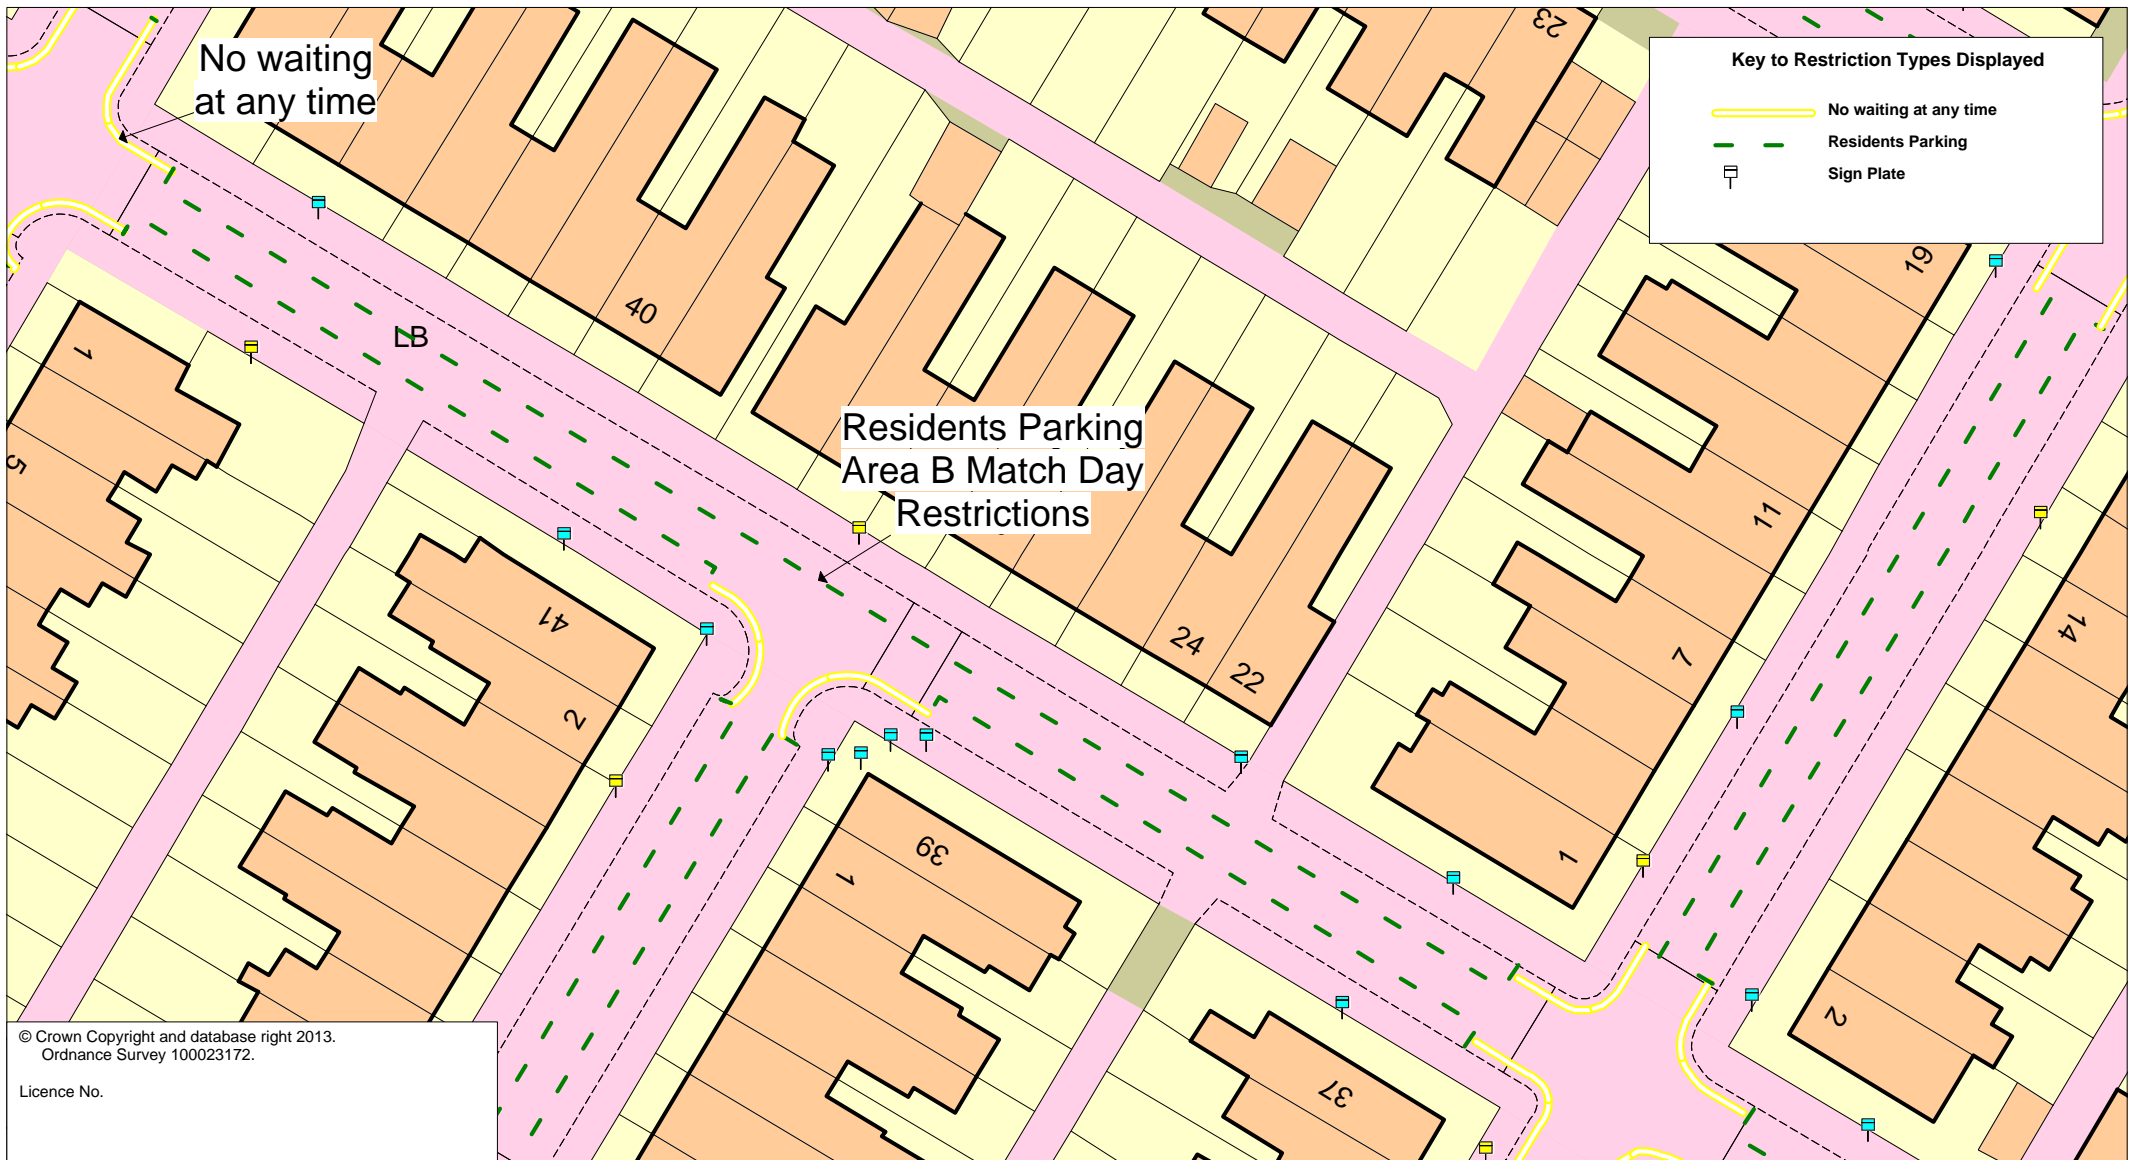 No waiting
at any time
23
Key to Restriction Types Displayed
No waiting at any time
Residents Parking
Sign Plate
19
40
LB
1
5
Residents Parking
Area B Match Day
Restrictions
11
14
41
24
22
7
2
39
1
1
2
37
© Crown Copyright and database right 2013.
Ordnance Survey 100023172.
Licence No.